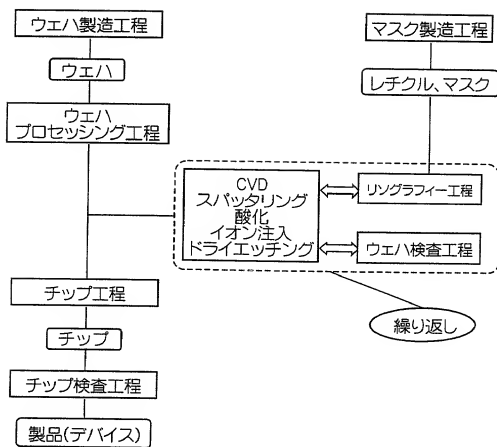 ウェハ製造工程
ウェハ
ウェハ
プロセッシング工程
マスク製造工程
レチクル、マスク
CVD
スパッタリング
酸化
イオン注入
ドライエッチング
リソグラフィー工程
ウェハ検査工程
繰り返し
チップ工程
チップ
チップ検査工程
製品(デバイス)